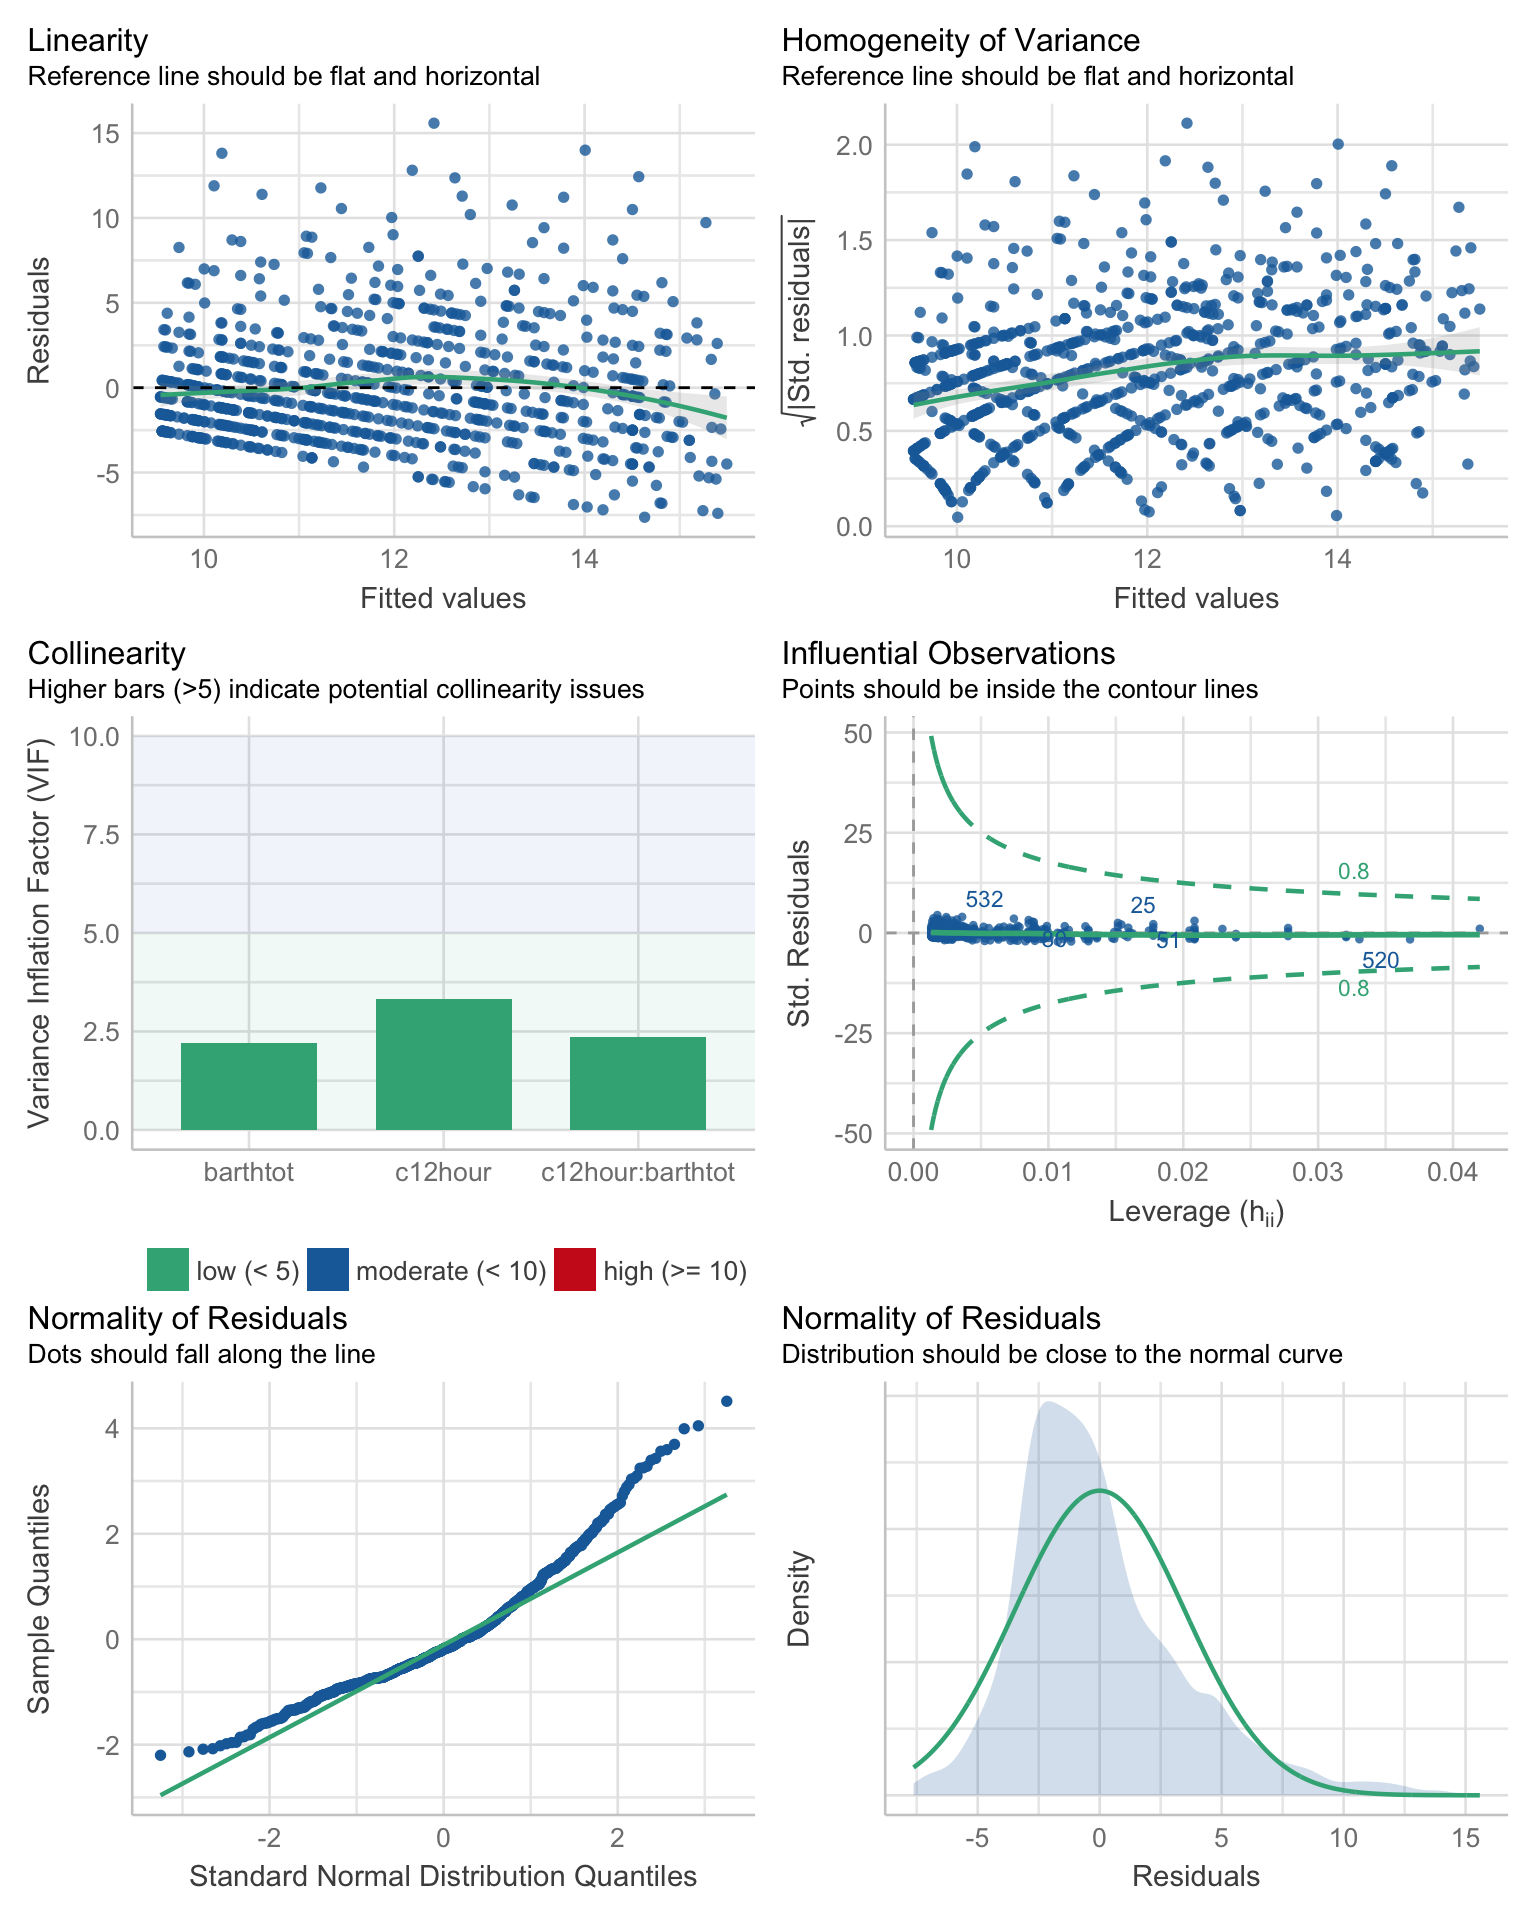 Linearity
Reference line should be flat and horizontal
15
10
5
0
-5
Residuals
10
12
14
Fitted values
Homogeneity of Variance
Reference line should be flat and horizontal
2.0
1.5
1.0
0.5
0.0
√|Std. residuals|
10
12
14
Fitted values
Collinearity
Higher bars (>5) indicate potential collinearity issues
10.0
7.5
5.0
2.5
0.0
Variance Inflation Factor (VIF)
barthtot
c12hour
c12hour:barthtot
low (< 5)
moderate (< 10)
high (>= 10)
Influential Observations
Points should be inside the contour lines
50
25
0
-25
-50
Std. Residuals
0.8
532
25
51
520
0.8
0.00
0.01
0.02
0.03
0.04
Leverage (hii)
Normality of Residuals
Dots should fall along the line
4
2
0
-2
Sample Quantiles
-2
0
2
Standard Normal Distribution Quantiles
Normality of Residuals
Distribution should be close to the normal curve
Density
-5
0
5
10
15
Residuals